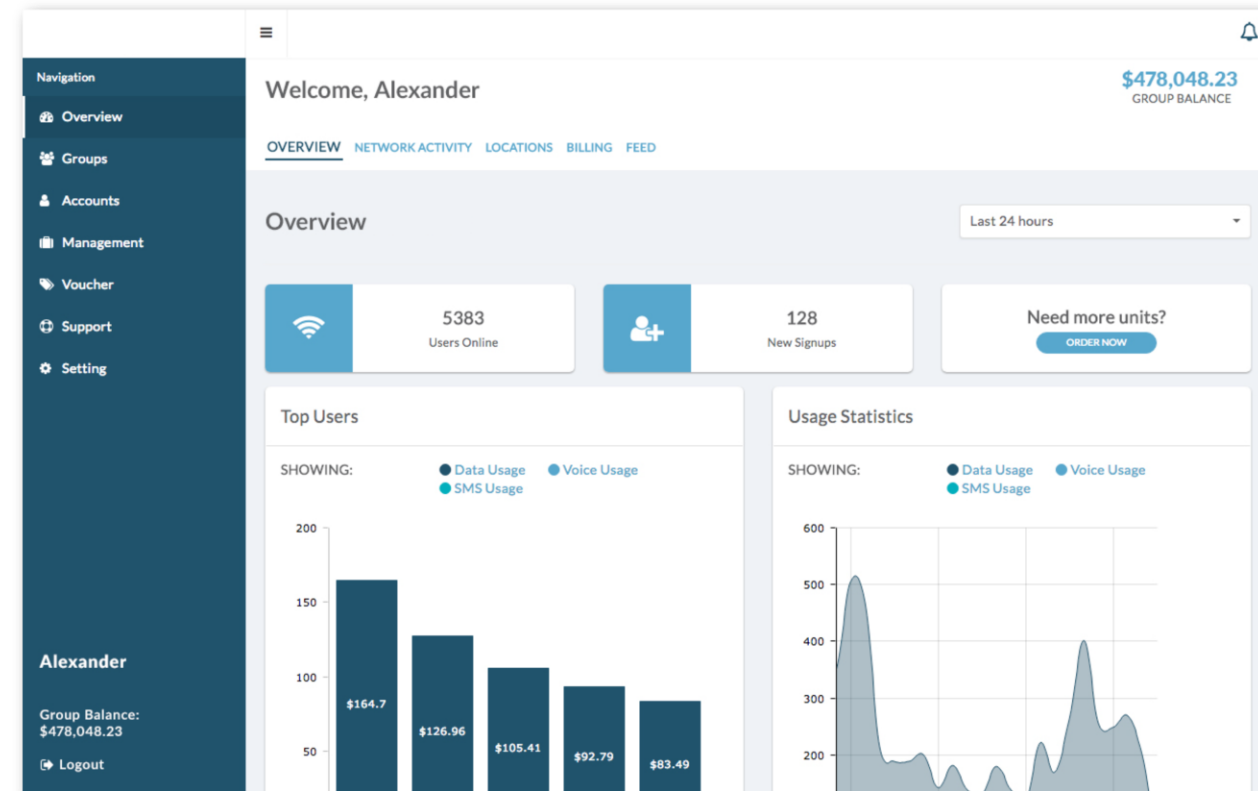 Navigation
Overview
Groups
Accounts
Management
Voucher
Support
Setting
Alexander
Group Balance:
$478,048.23
Logout
Welcome, Alexander
$478,048.23
GROUP BALANCE
OVERVIEW NETWORK ACTIVITY LOCATIONS BILLING FEED
Overview
Last 24 hours
5383
Users Online
128
New Signups
Need more units?
ORDER NOW
Top Users
SHOWING:
Data Usage Voice Usage
SMS Usage
200
150
100
50
$164.7
$126.96
$105.41
$92.79
$83.49
Usage Statistics
SHOWING:
Data Usage Voice Usage
SMS Usage
600
500
400
300
200